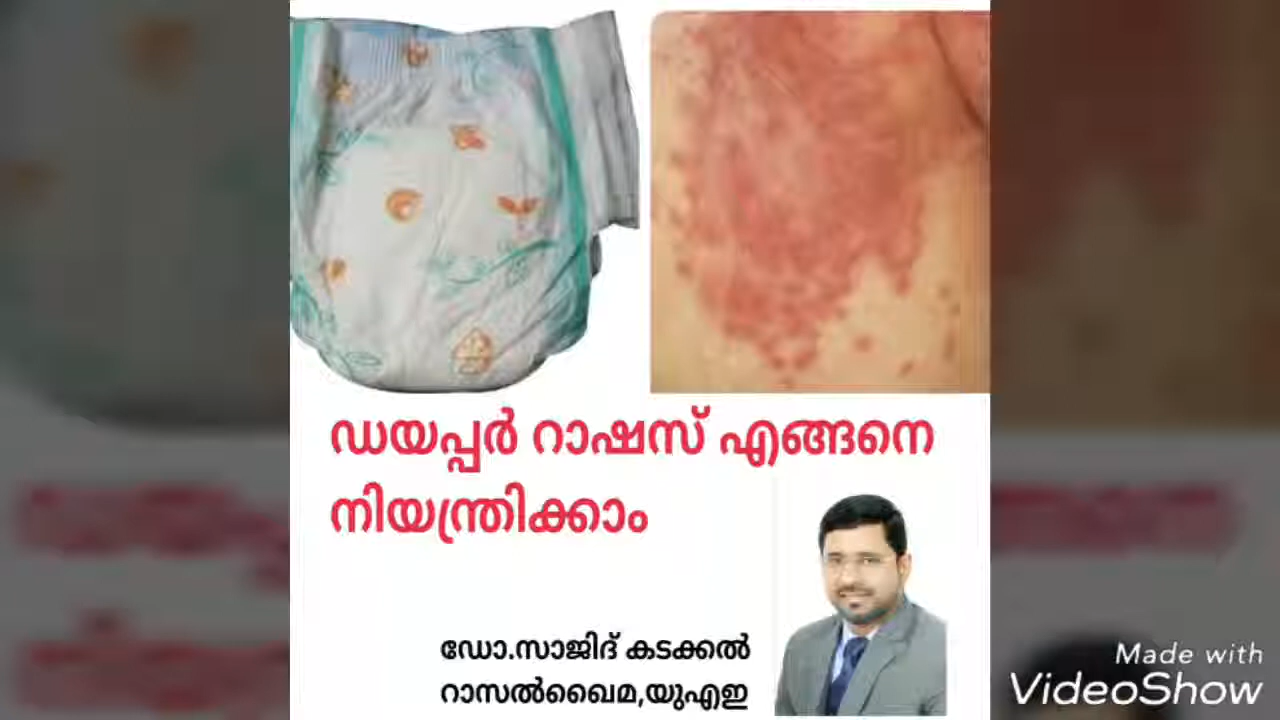 ഡയപ്പർ റാഷസ് എങ്ങനെ
നിയന്ത്രിക്കാം
ഡോ.സാജിദ് കടക്കൽ
റാസൽഖൈമ,യുഎഇ
Made with
VideoShow